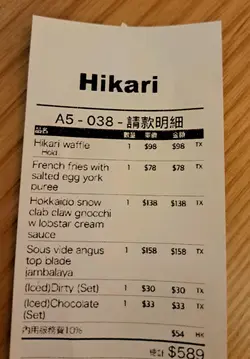 Hikari
A5 - 038 - 請款明細
品名 數量 單價 金額
Hikari waffle 1 $98 $98 TX
Hold
French fries with 1 $78 $78 TX
salted egg york
puree
Hokkaido snow 1 $138 $138 TX
clab claw gnocchi
w lobstar cream
sauce
Sous vide angus 1 $158 $158 TX
top blade
jambalaya
(Iced)Dirty (Set) 1 $30 $30 TX
(Iced)Chocolate 1 $33 $33 TX
(Set)
內用服務費10% $54
總計 $589